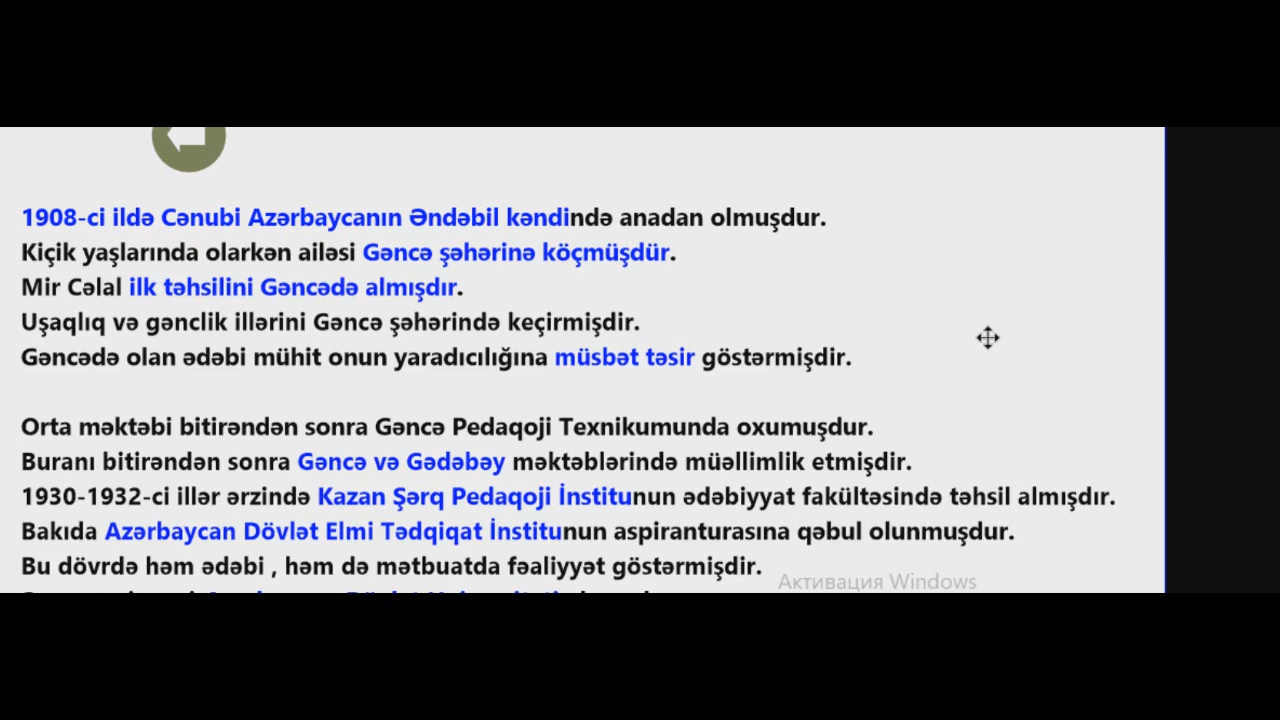 1908-ci ildə Cənubi Azərbaycanın Əndəbil kəndində anadan olmuşdur.
Kiçik yaşlarında olarkən ailəsi Gəncə şəhərinə köçmüşdür.
Mir Cəlal ilk təhsilini Gəncədə almışdır.
Uşaqlıq və gənclik illərini Gəncə şəhərində keçirmişdir.
Gəncədə olan ədəbi mühit onun yaradıcılığına müsbət təsir göstərmişdir.
Orta məktəbi bitirəndən sonra Gəncə Pedaqoji Texnikumunda oxumuşdur.
Buranı bitirəndən sonra Gəncə və Gədəbəy məktəblərində müəllimlik etmişdir.
1930-1932-ci illər ərzində Kazan Şərq Pedaqoji İnstitunun ədəbiyyat fakültəsində təhsil almışdır.
Bakıda Azərbaycan Dövlət Elmi Tədqiqat İnstitunun aspiranturasına qəbul olunmuşdur.
Bu dövrdə həm ədəbi , həm də mətbuatda fəaliyyət göstərmişdir.
Активация Windows